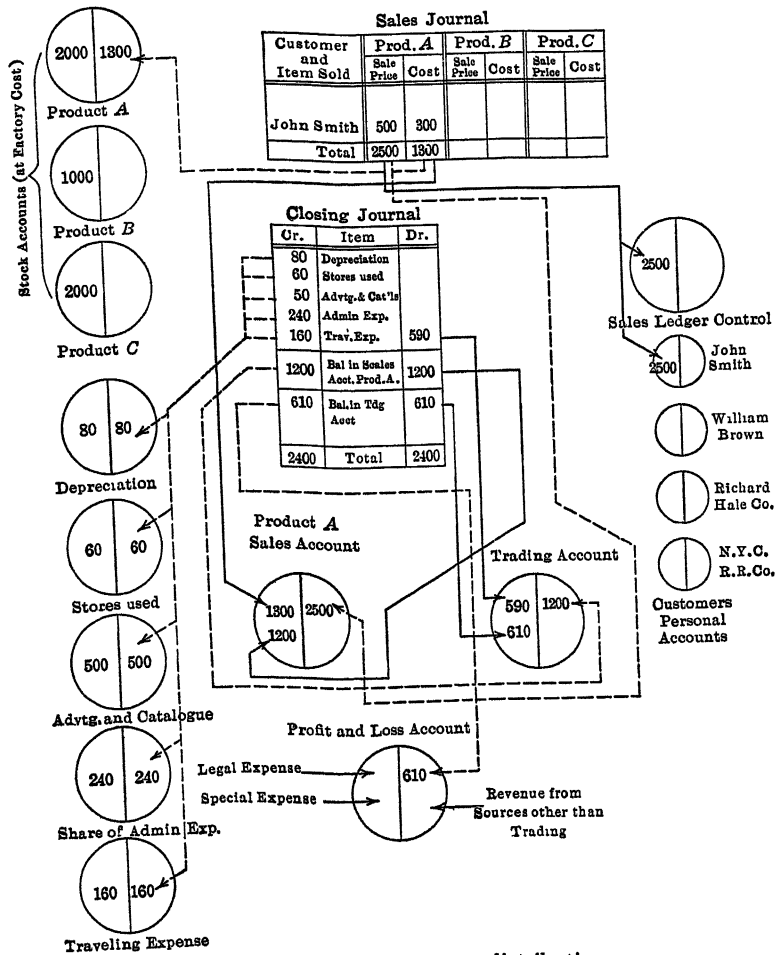 Sales Journal
Customer and Item Sold
Prod. A
Prod. B
Prod. C
Sale Price
Cost
Sale Price
Cost
Sale Price
Cost
John Smith 500 300
Total 2500 1300
Stock Accounts (at Factory Cost)
2000 1300
Product A
1000
Product B
2000
Product C
Closing Journal
Cr. Item Dr.
80 Depreciation
60 Stores used
50 Advtg. & Cat'ls
240 Admin Exp.
160 Trav. Exp. 590
1200 Bal in Scales 1200
Acct. Prod. A.
610 Bal. in Tdg 610
Acct
2400 Total 2400
2500
Sales Ledger Control
2500
John
Smith
William
Brown
Richard
Hale Co.
N.Y.C.
R.R. Co.
Customers
Personal
Accounts
80 80
Depreciation
60 60
Stores used
500 500
Advtg. and Catalogue
240 240
Share of Admin Exp.
160 160
Traveling Expense
Product A
Sales Account
1300 2500
1200
Trading Account
590 1200
610
Profit and Loss Account
Legal Expense
610
Special Expense
Revenue from
Sources other than
Trading